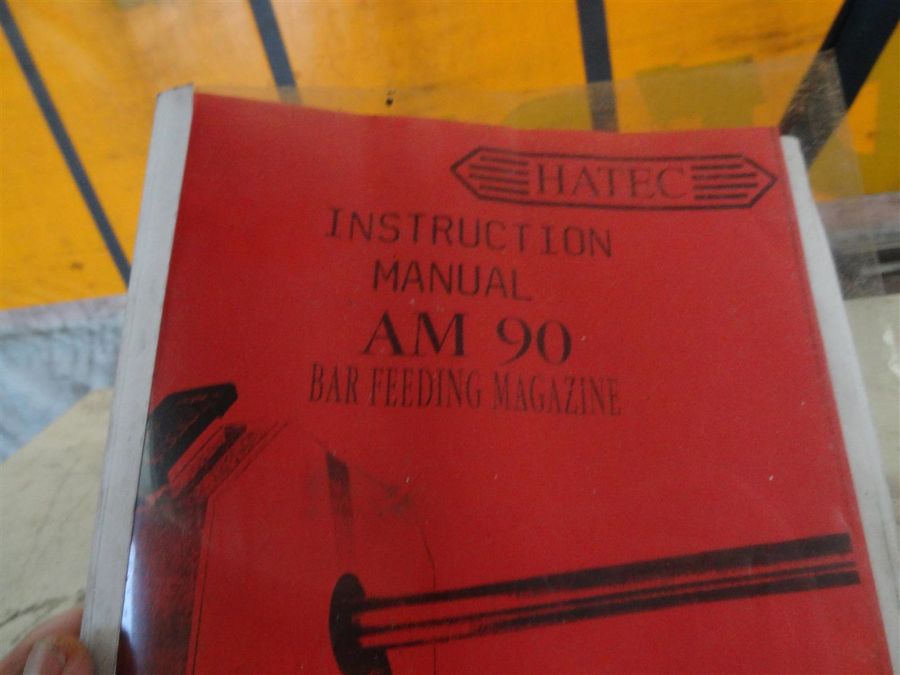 HATEC
INSTRUCTION
MANUAL
AM 90
BAR FEEDING MAGAZINE